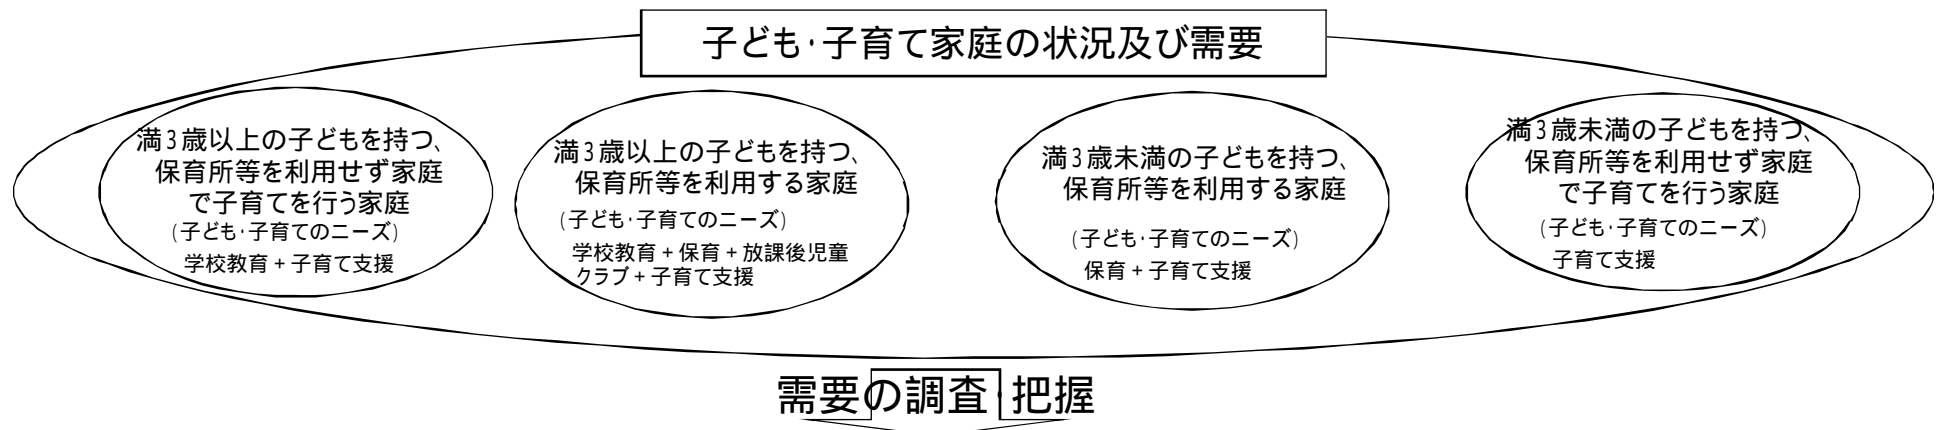 子ども・子育て家庭の状況及び需要
満3歳以上の子どもを持つ、
保育所等を利用せず家庭
で子育てを行う家庭
(子ども・子育てのニーズ)
学校教育+子育て支援
満3歳以上の子どもを持つ、
保育所等を利用する家庭
(子ども・子育てのニーズ)
学校教育+保育+放課後児童
クラブ+子育て支援
満3歳未満の子どもを持つ、
保育所等を利用する家庭
(子ども・子育てのニーズ)
保育+子育て支援
満3歳未満の子どもを持つ、
保育所等を利用せず家庭
で子育てを行う家庭
(子ども・子育てのニーズ)
子育て支援
需要の調査・把握